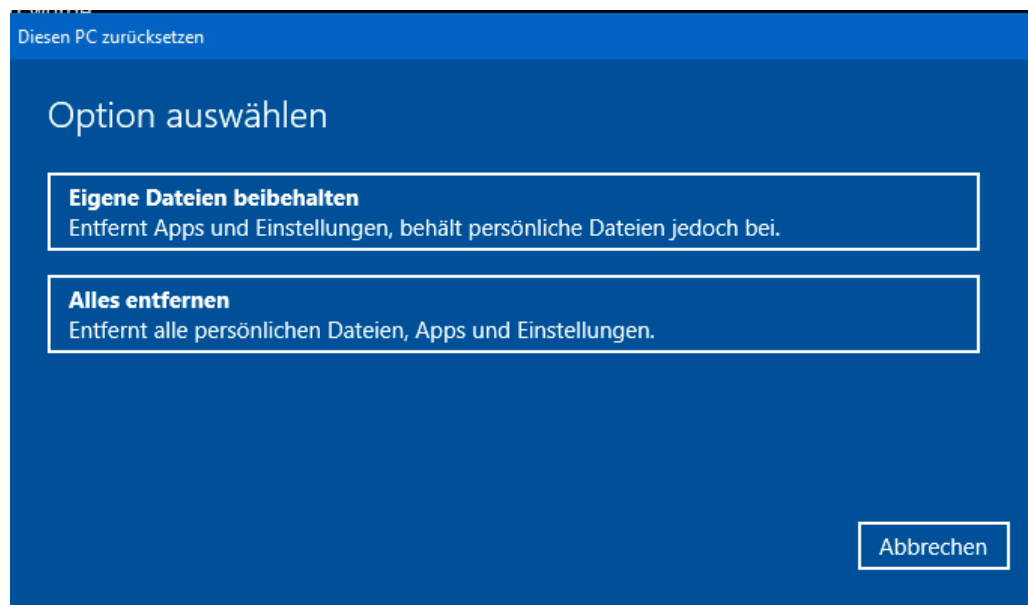 Diesen PC zurücksetzen
Option auswählen
Eigene Dateien beibehalten
Entfernt Apps und Einstellungen, behält persönliche Dateien jedoch bei.
Alles entfernen
Entfernt alle persönlichen Dateien, Apps und Einstellungen.
Abbrechen